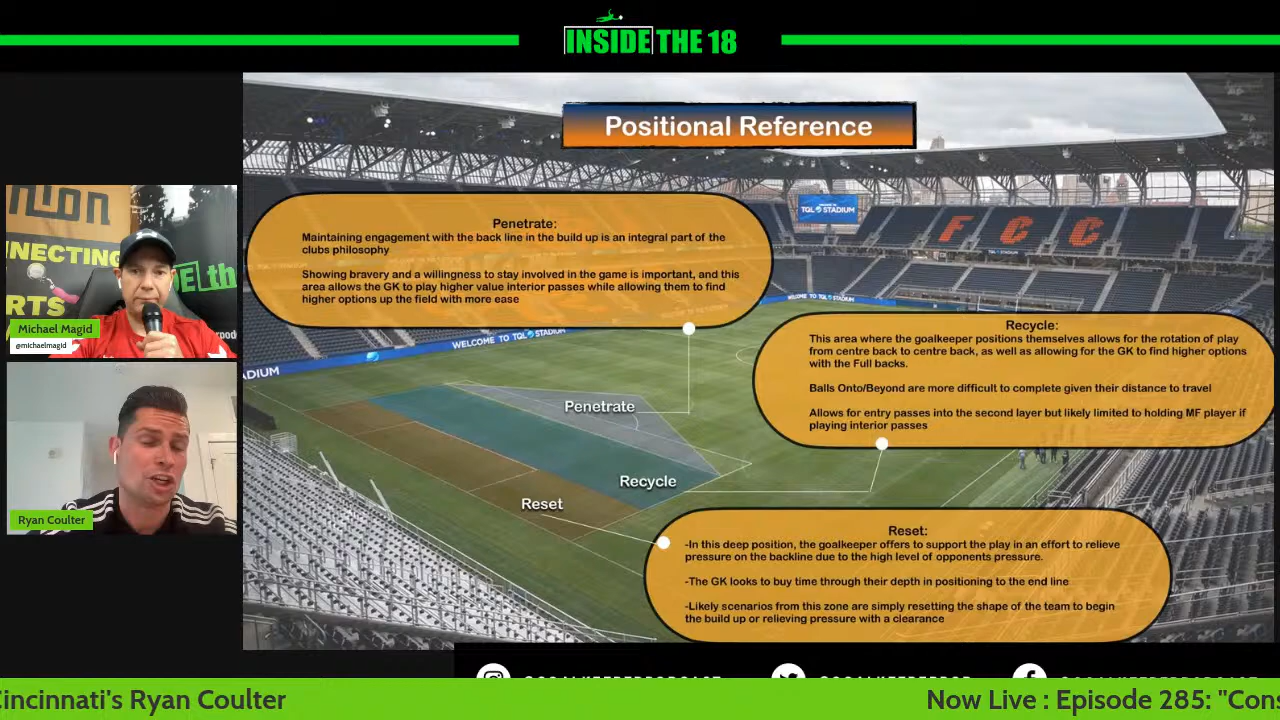 INSIDE THE 18
Positional Reference
Penetrate:
Maintaining engagement with the back line in the build up is an integral part of the
clubs philosophy
Showing bravery and a willingness to stay involved in the game is important, and this
area allows the GK to play higher value interior passes while allowing them to find
higher options up the field with more ease
TQL STADIUM
F C C
WELCOME TO TQL STADIUM
WELCOME TO TQL STADIUM
ADIUM
Recycle:
This area where the goalkeeper positions themselves allows for the rotation of play
from centre back to centre back, as well as allowing for the GK to find higher options
with the Full backs.
Balls Onto/Beyond are more difficult to complete given their distance to travel
Allows for entry passes into the second layer but likely limited to holding MF player if
playing interior passes
Penetrate
Recycle
Reset
Reset:
-In this deep position, the goalkeeper offers to support the play in an effort to relieve
pressure on the backline due to the high level of opponents pressure.
-The GK looks to buy time through their depth in positioning to the end line
-Likely scenarios from this zone are simply resetting the shape of the team to begin
the build up or relieving pressure with a clearance
NNECTING
DE th
RTS
Michael Magid
@michaelmagid
Ryan Coulter
Cincinnati's Ryan Coulter
Now Live : Episode 285: "Cons